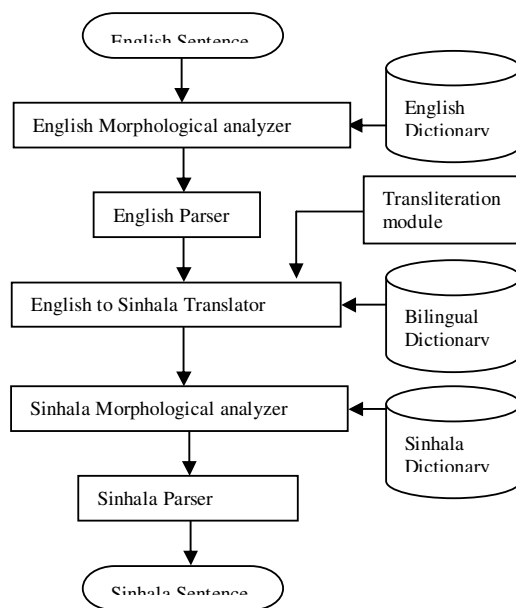 English Sentence
English
Dictionary
English Morphological analyzer
Transliteration
module
English Parser
English to Sinhala Translator
Bilingual
Dictionary
Sinhala Morphological analyzer
Sinhala
Dictionary
Sinhala Parser
Sinhala Sentence